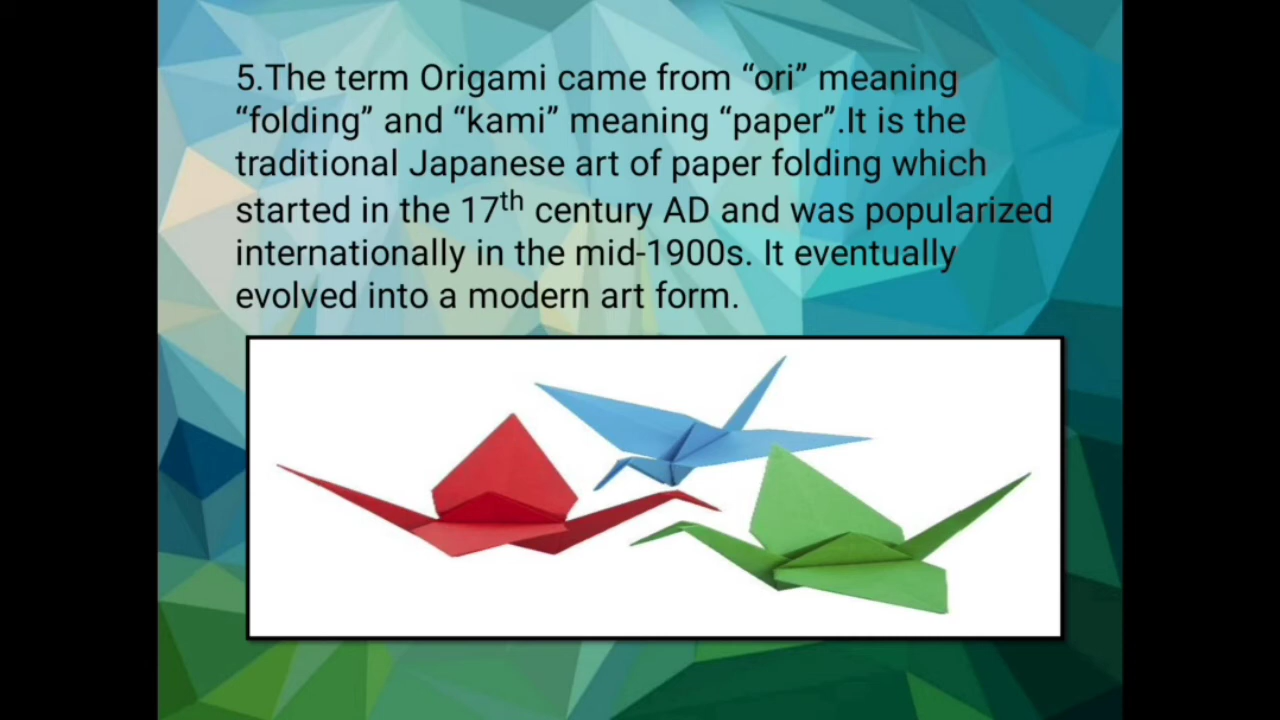 5.The term Origami came from “ori” meaning
“folding” and “kami” meaning “paper”.It is the
traditional Japanese art of paper folding which
started in the 17th century AD and was popularized
internationally in the mid-1900s. It eventually
evolved into a modern art form.